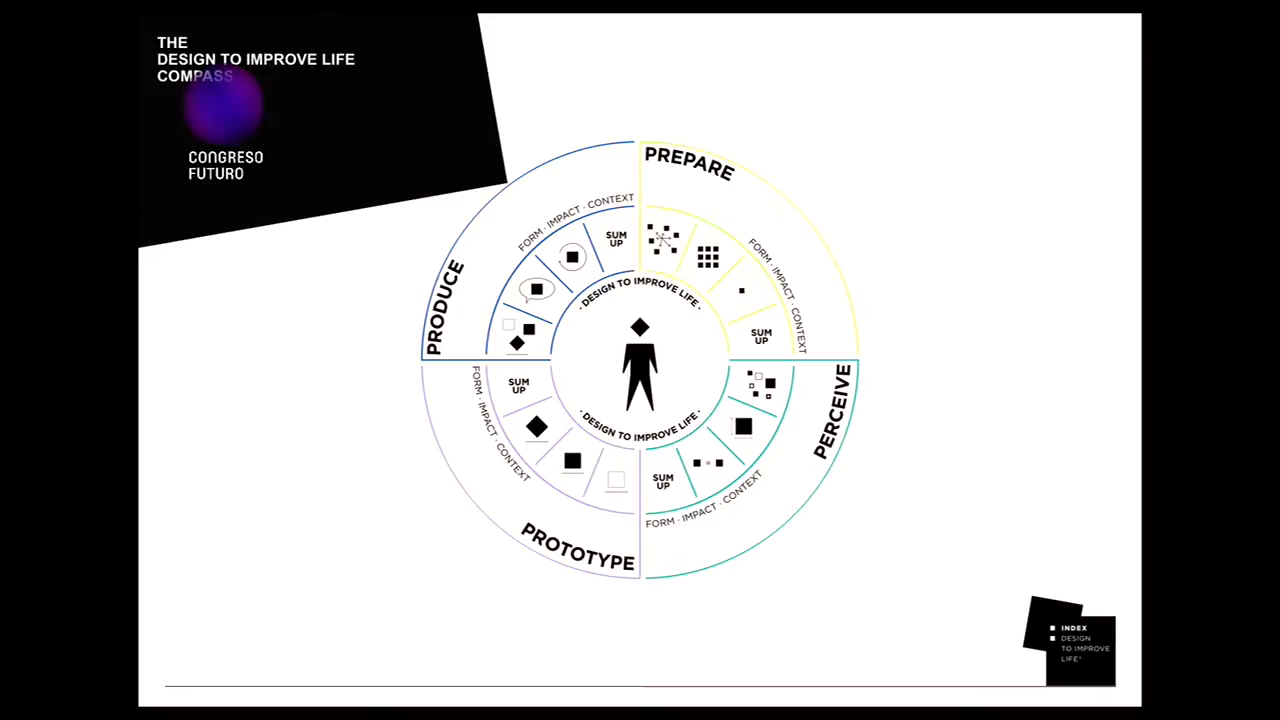 THE
DESIGN TO IMPROVE LIFE
COMPASS
CONGRESO
FUTURO
PREPARE
FORM · IMPACT · CONTEXT
SUM
UP
PERCEIVE
FORM · IMPACT · CONTEXT
SUM
UP
PROTOTYPE
FORM · IMPACT · CONTEXT
SUM
UP
PRODUCE
FORM · IMPACT · CONTEXT
SUM
UP
· DESIGN TO IMPROVE LIFE ·
· DESIGN TO IMPROVE LIFE ·
INDEX
DESIGN
TO IMPROVE
LIFE®